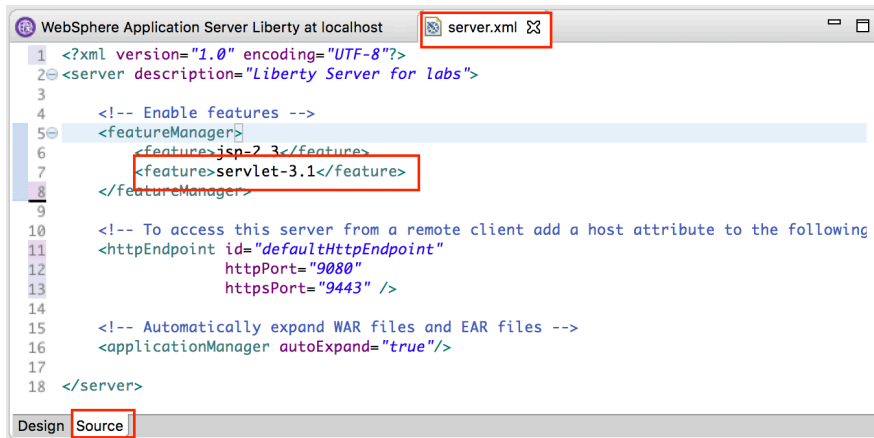 WebSphere Application Server Liberty at localhost server.xml
1 <?xml version="1.0" encoding="UTF-8"?>
2 <server description="Liberty Server for labs">
3
4 <!-- Enable features -->
5 <featureManager>
6 <feature>jsp-2.3</feature>
7 <feature>servlet-3.1</feature>
8 </featureManager>
9
10 <!-- To access this server from a remote client add a host attribute to the following
11 <httpEndpoint id="defaultHttpEndpoint"
12 httpPort="9080"
13 httpsPort="9443" />
14
15 <!-- Automatically expand WAR files and EAR files -->
16 <applicationManager autoExpand="true"/>
17
18 </server>
Design Source